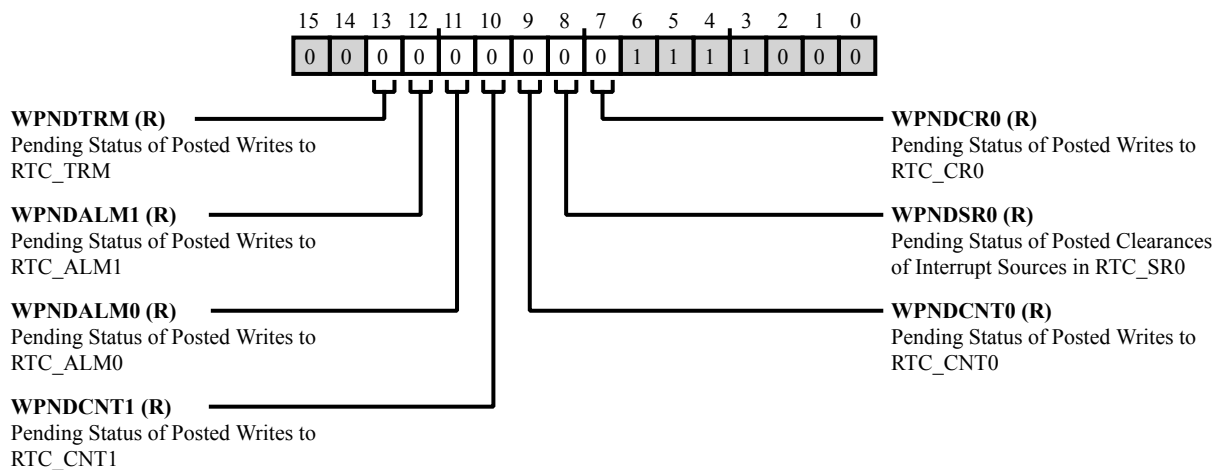 15 14 13 12 11 10 9 8 7 6 5 4 3 2 1 0
0 0 0 0 0 0 0 0 0 1 1 1 1 0 0 0
WPNDTRM (R)
Pending Status of Posted Writes to
RTC_TRM
WPNDALM1 (R)
Pending Status of Posted Writes to
RTC_ALM1
WPNDALM0 (R)
Pending Status of Posted Writes to
RTC_ALM0
WPNDCNT1 (R)
Pending Status of Posted Writes to
RTC_CNT1
WPNDCR0 (R)
Pending Status of Posted Writes to
RTC_CR0
WPNDSR0 (R)
Pending Status of Posted Clearances
of Interrupt Sources in RTC_SR0
WPNDCNT0 (R)
Pending Status of Posted Writes to
RTC_CNT0